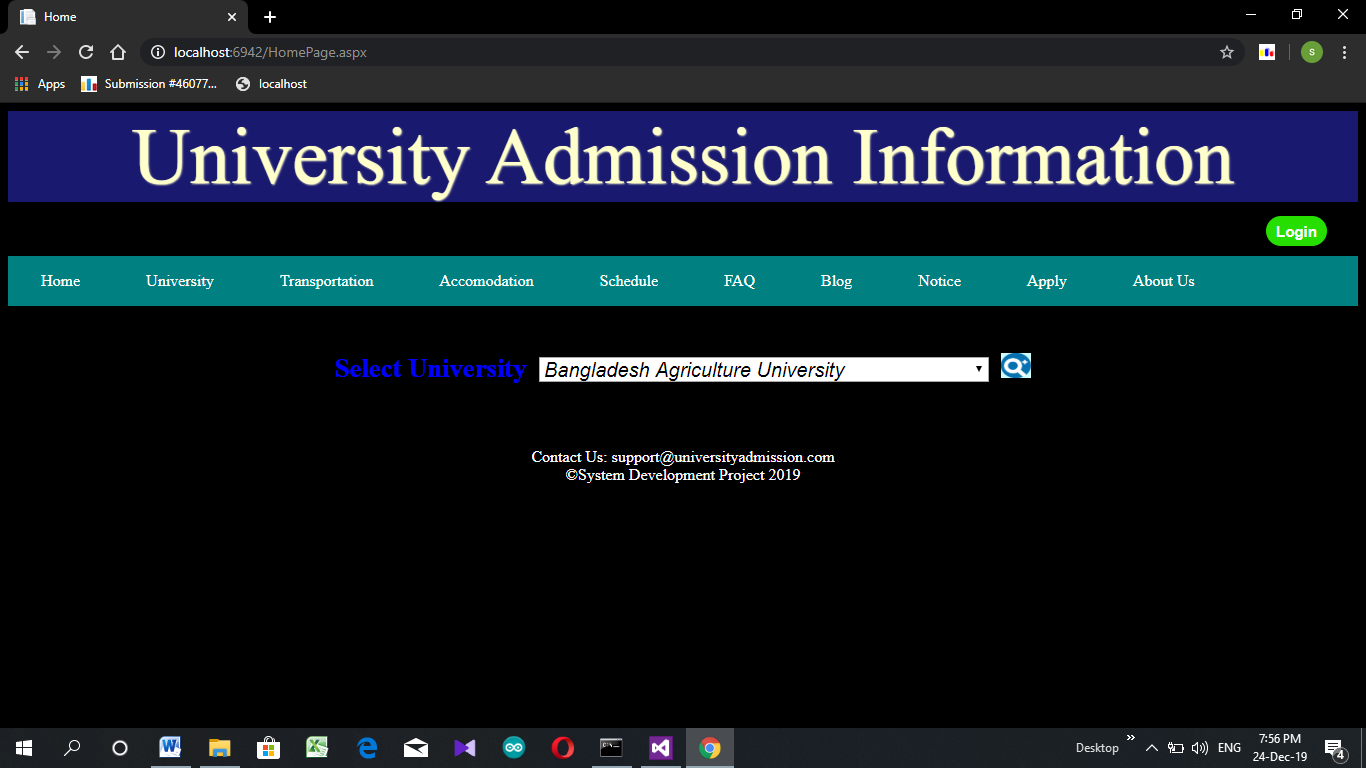 Home
localhost:6942/HomePage.aspx
S
Apps Submission #46077... localhost
University Admission Information
Login
Home University Transportation Accomodation Schedule FAQ Blog Notice Apply About Us
Select University Bangladesh Agriculture University
Contact Us: support@universityadmission.com
©System Development Project 2019
Desktop » ENG 7:56 PM
24-Dec-19 4